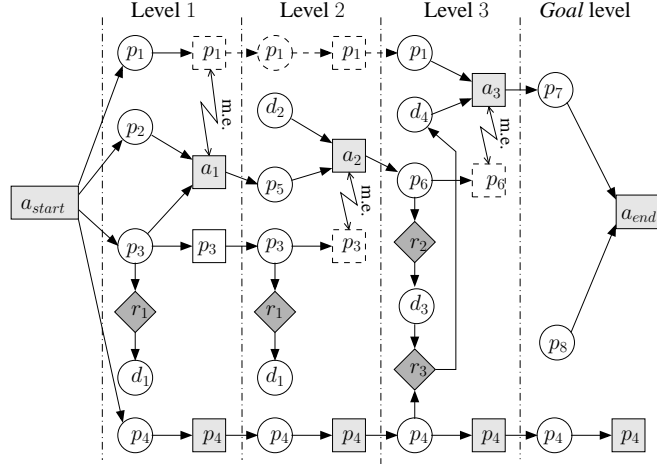 Level 1 Level 2 Level 3 Goal level
p1 p1 p1 p1 p1
a3 p7
d2 d4
p2 m.e. m.e.
a1 a2
p5 p6 p6
m.e.
astart aend
p3 p3 p3 p3
r2
r1 r1
d3
p8
r3
d1 d1
p4 p4 p4 p4 p4 p4 p4 p4